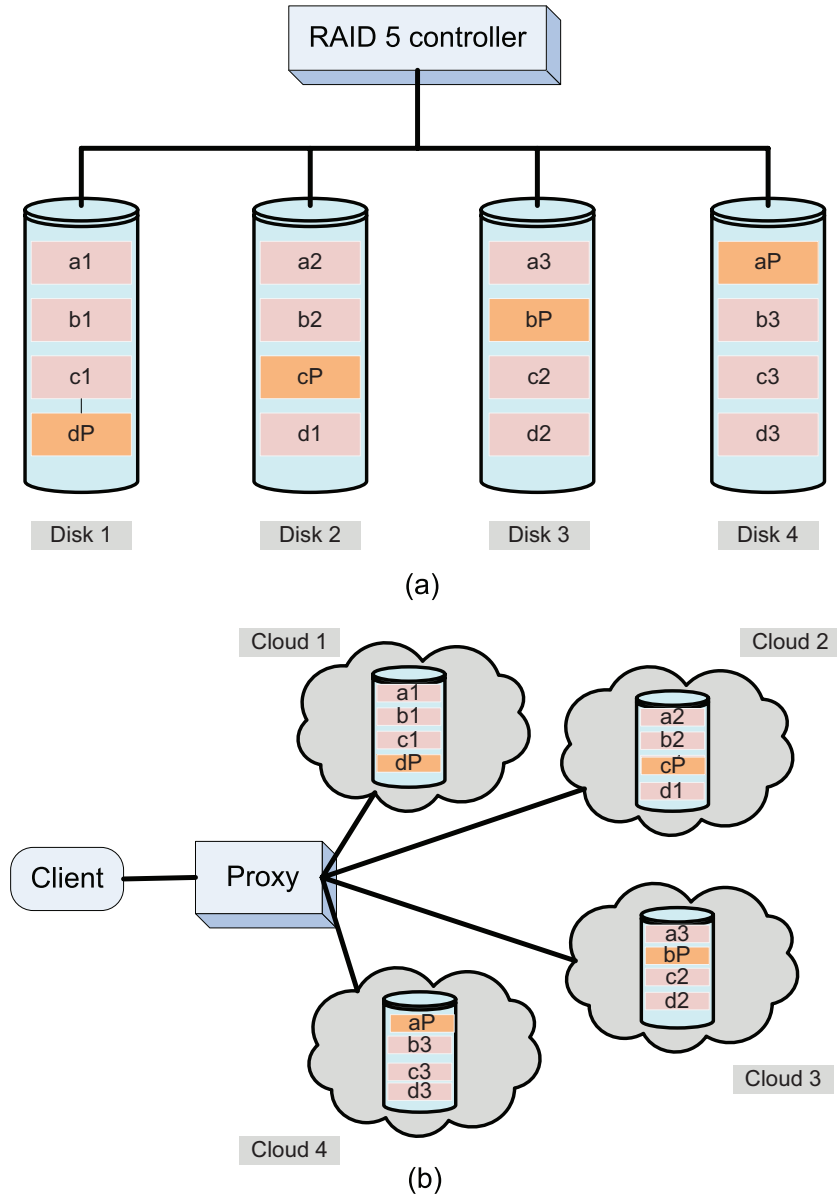 RAID 5 controller
a1
b1
c1
dP
Disk 1
a2
b2
cP
d1
Disk 2
a3
bP
c2
d2
Disk 3
aP
b3
c3
d3
Disk 4
(a)
Cloud 1
a1
b1
c1
dP
Cloud 2
a2
b2
cP
d1
Client
Proxy
a3
bP
c2
d2
Cloud 3
aP
b3
c3
d3
Cloud 4
(b)